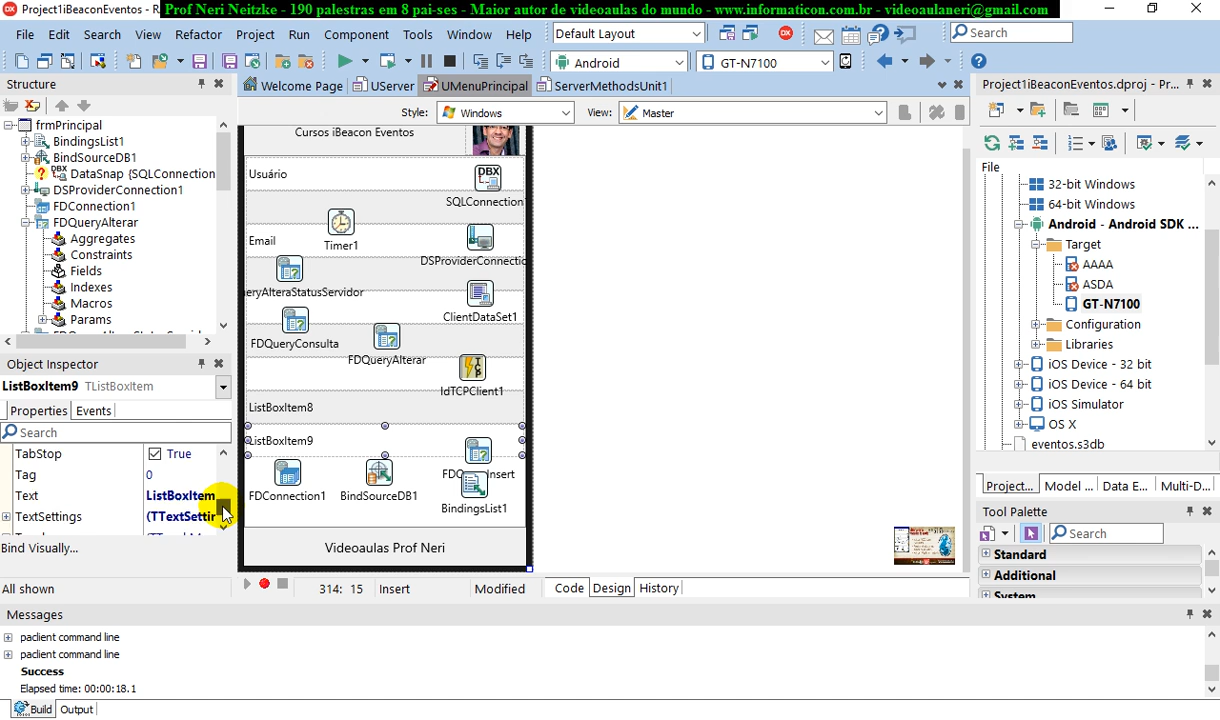 Project1iBeaconEventos - R
Prof Neri Neitzke - 190 palestras em 8 pai-ses - Maior autor de videoaulas do mundo - www.informaticon.com.br - videoaulaneri@gmail.com
File Edit Search View Refactor Project Run Component Tools Window Help
Default Layout
Search
Android
GT-N7100
Structure
Welcome Page
UServer
UMenuPrincipal
ServerMethodsUnit1
Project1iBeaconEventos.dproj - Pr...
Style: Windows View: Master
frmPrincipal
BindingsList1
BindSourceDB1
DataSnap {SQLConnection
DSProviderConnection1
FDConnection1
FDQueryAlterar
Aggregates
Constraints
Fields
Indexes
Macros
Params
Object Inspector
ListBoxItem9 TListBoxItem
Properties Events
Search
TabStop True
Tag 0
Text ListBoxItem
TextSettings (TTextSettin
Bind Visually...
All shown
Cursos iBeacon Eventos
Usuário
DBX
SQLConnection
Timer1
Email
DSProviderConnectio
eryAlteraStatusServidor
ClientDataSet1
FDQueryConsulta
FDQueryAlterar
IdTCPClient1
ListBoxItem8
ListBoxItem9
Insert
FDConnection1
BindSourceDB1
BindingsList1
Videoaulas Prof Neri
314: 15 Insert Modified Code Design History
File
32-bit Windows
64-bit Windows
Android - Android SDK ...
Target
AAAA
ASDA
GT-N7100
Configuration
Libraries
iOS Device - 32 bit
iOS Device - 64 bit
iOS Simulator
OS X
eventos.s3db
Project... Model ... Data E... Multi-D...
Tool Palette
Search
Standard
Additional
System
Messages
paclient command line
paclient command line
Success
Elapsed time: 00:00:18.1
Build Output